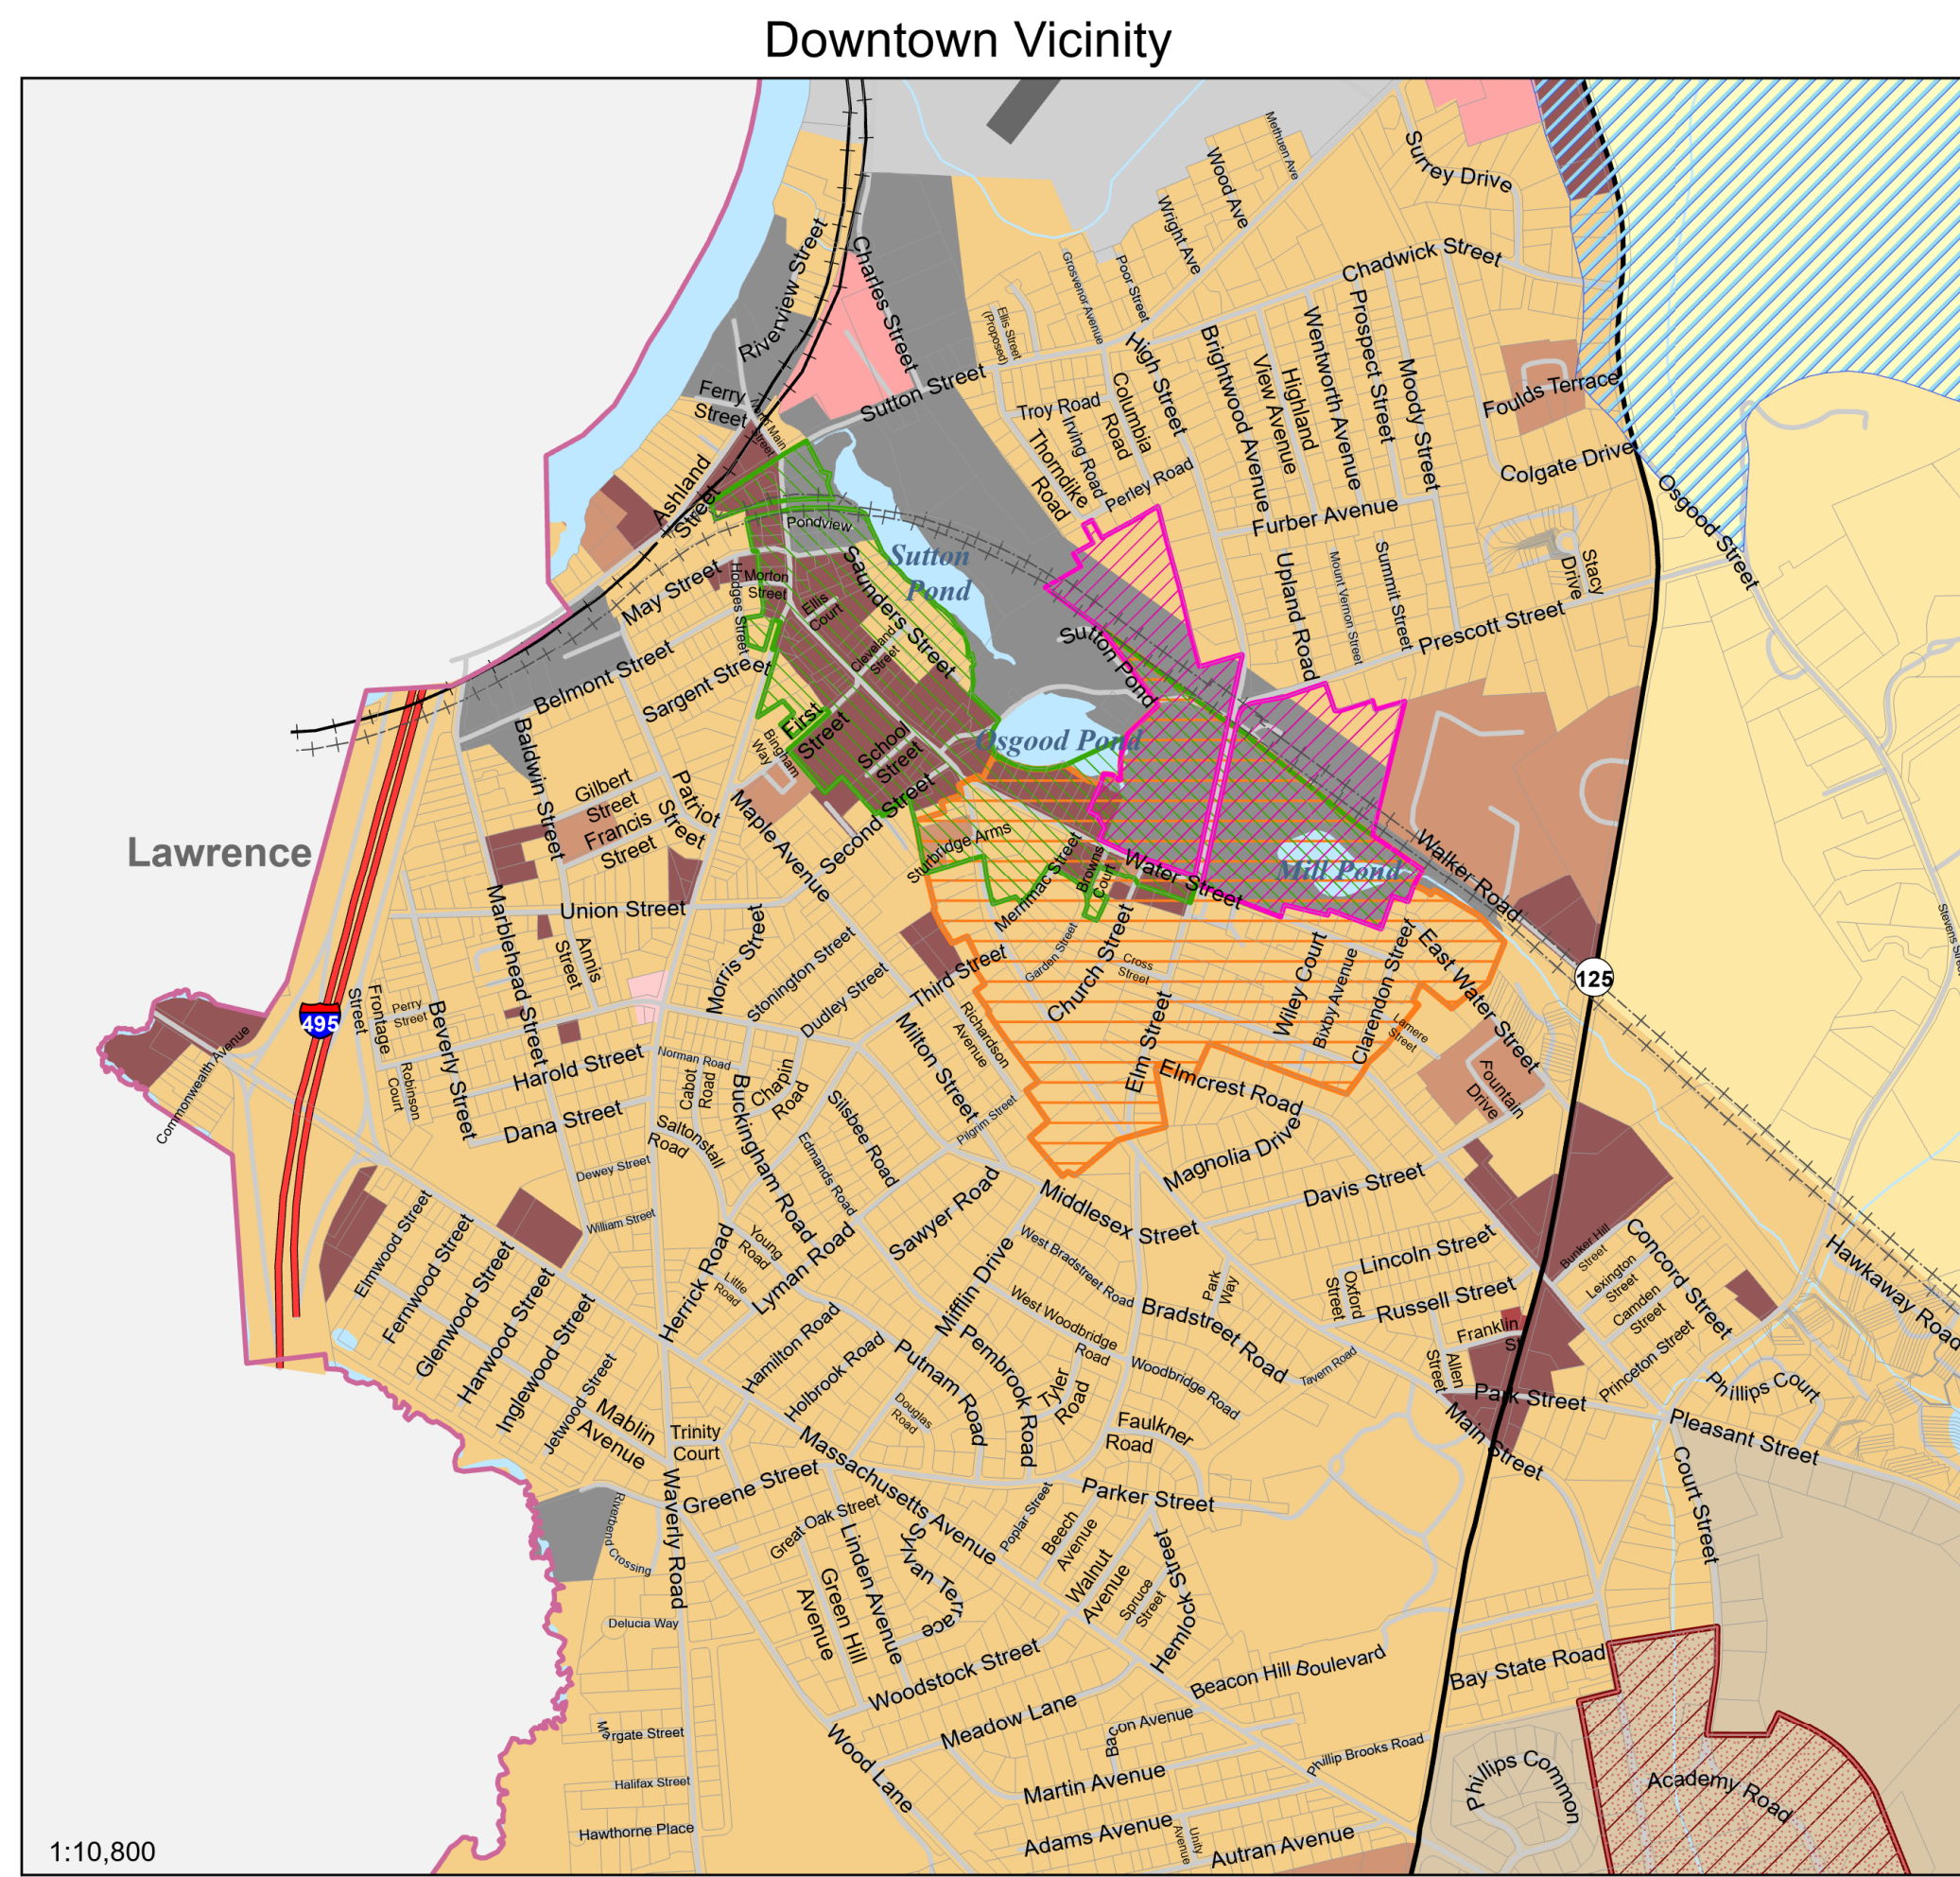 Downtown Vicinity
Methuen Ave
Wood Ave
Surrey Drive
Wright Ave
Riverview Street
Charles Street
Grosvenor Avenue
Poor Street
Chadwick Street
Ellis Street
(Proposed)
High Street
Brightwood Avenue
Highland
View Avenue
Wentworth Avenue
Prospect Street
Moody Street
Foulds Terrace
Ferry
Street
North Main
Street
Sutton Street
Troy Road
Columbia
Road
Irving Road
Thorndike
Road
Perley Road
Colgate Drive
Osgood Street
Ashland
Street
Pondview
Furber Avenue
Sutton
Pond
Saunders Street
May Street
Hodges Street
Morton
Street
Ellis
Court
Cleveland
Street
Upland Road
Mount Vernon Street
Summit Street
Stacy
Drive
Prescott Street
Sutton Pond
Belmont Street
Sargent Street
First
Street
School
Street
Bingham
Way
Osgood Pond
Baldwin Street
Gilbert
Street
Francis
Street
Patriot
Street
Maple Avenue
Second Street
Lawrence
Sturbridge Arms
Merrimac Street
Browns
Court
Water Street
Mill Pond
Walker Road
Marblehead Street
Union Street
Annis
Street
Morris Street
Stonington Street
Dudley Street
Third Street
Garden Street
Church Street
Cross
Street
Wiley Court
Bixby Avenue
Clarendon Street
East Water Street
125
Stevens Street
495
Frontage
Street
Perry
Street
Beverly Street
Commonwealth Avenue
Robinson
Court
Harold Street
Norman Road
Cabot
Road
Buckingham Road
Chapin
Road
Milton Street
Richardson
Avenue
Elm Street
Elmcrest Road
Lamere
Street
Fountain
Drive
Dana Street
Saltonstall
Road
Silsbee Road
Edmands Road
Pilgrim Street
Magnolia Drive
Davis Street
Dewey Street
William Street
Sawyer Road
Middlesex Street
Elmwood Street
Fernwood Street
Glenwood Street
Harwood Street
Inglewood Street
Jetwood Street
Herrick Road
Young
Road
Little
Road
Lyman Road
Mifflin Drive
West Bradstreet Road
Park
Way
Lincoln Street
Oxford
Street
Russell Street
Bunker Hill
Street
Lexington
Street
Camden
Street
Concord Street
Princeton Street
Hawkaway Road
Hamilton Road
Holbrook Road
Putnam Road
Pembrook Road
West Woodbridge
Road
Woodbridge Road
Bradstreet Road
Tavern Road
Franklin
St
Allen
Street
Park Street
Main Street
Phillips Court
Pleasant Street
Court Street
Mablin
Avenue
Trinity
Court
Douglas
Road
Tyler
Road
Faulkner
Road
Massachusetts Avenue
Greene Street
Parker Street
Waverly Road
Riverbend Crossing
Great Oak Street
Linden Avenue
Green Hill
Avenue
Sylvan Terrace
Poplar Street
Beech
Avenue
Walnut
Avenue
Spruce
Street
Hemlock Street
Delucia Way
Woodstock Street
Meadow Lane
Beacon Hill Boulevard
Bay State Road
Margate Street
Wood Lane
Bacon Avenue
Phillip Brooks Road
Halifax Street
Martin Avenue
Phillips Common
Academy Road
Hawthorne Place
Adams Avenue
Unity
Avenue
Autran Avenue
1:10,800